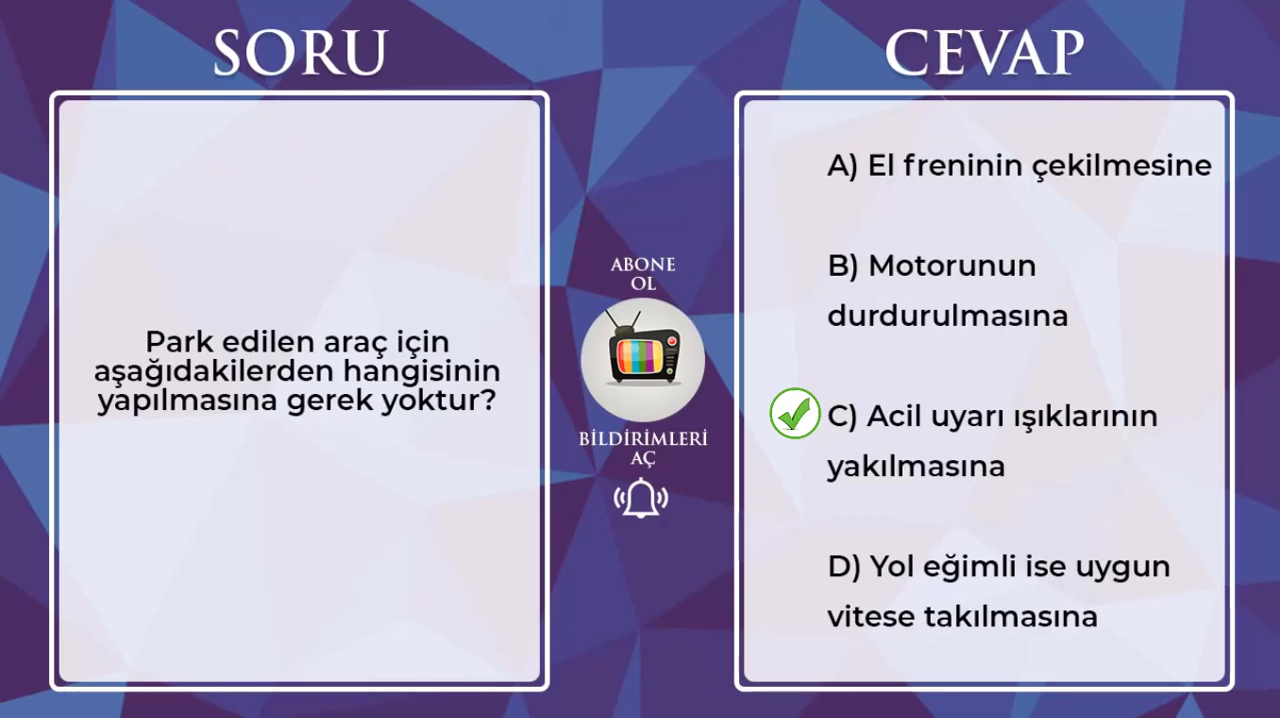 SORU
Park edilen araç için
aşağıdakilerden hangisinin
yapılmasına gerek yoktur?
ABONE
OL
BİLDİRİMLERİ
AÇ
CEVAP
A) El freninin çekilmesine
B) Motorunun
durdurulmasına
C) Acil uyarı ışıklarının
yakılmasına
D) Yol eğimli ise uygun
vitese takılmasına